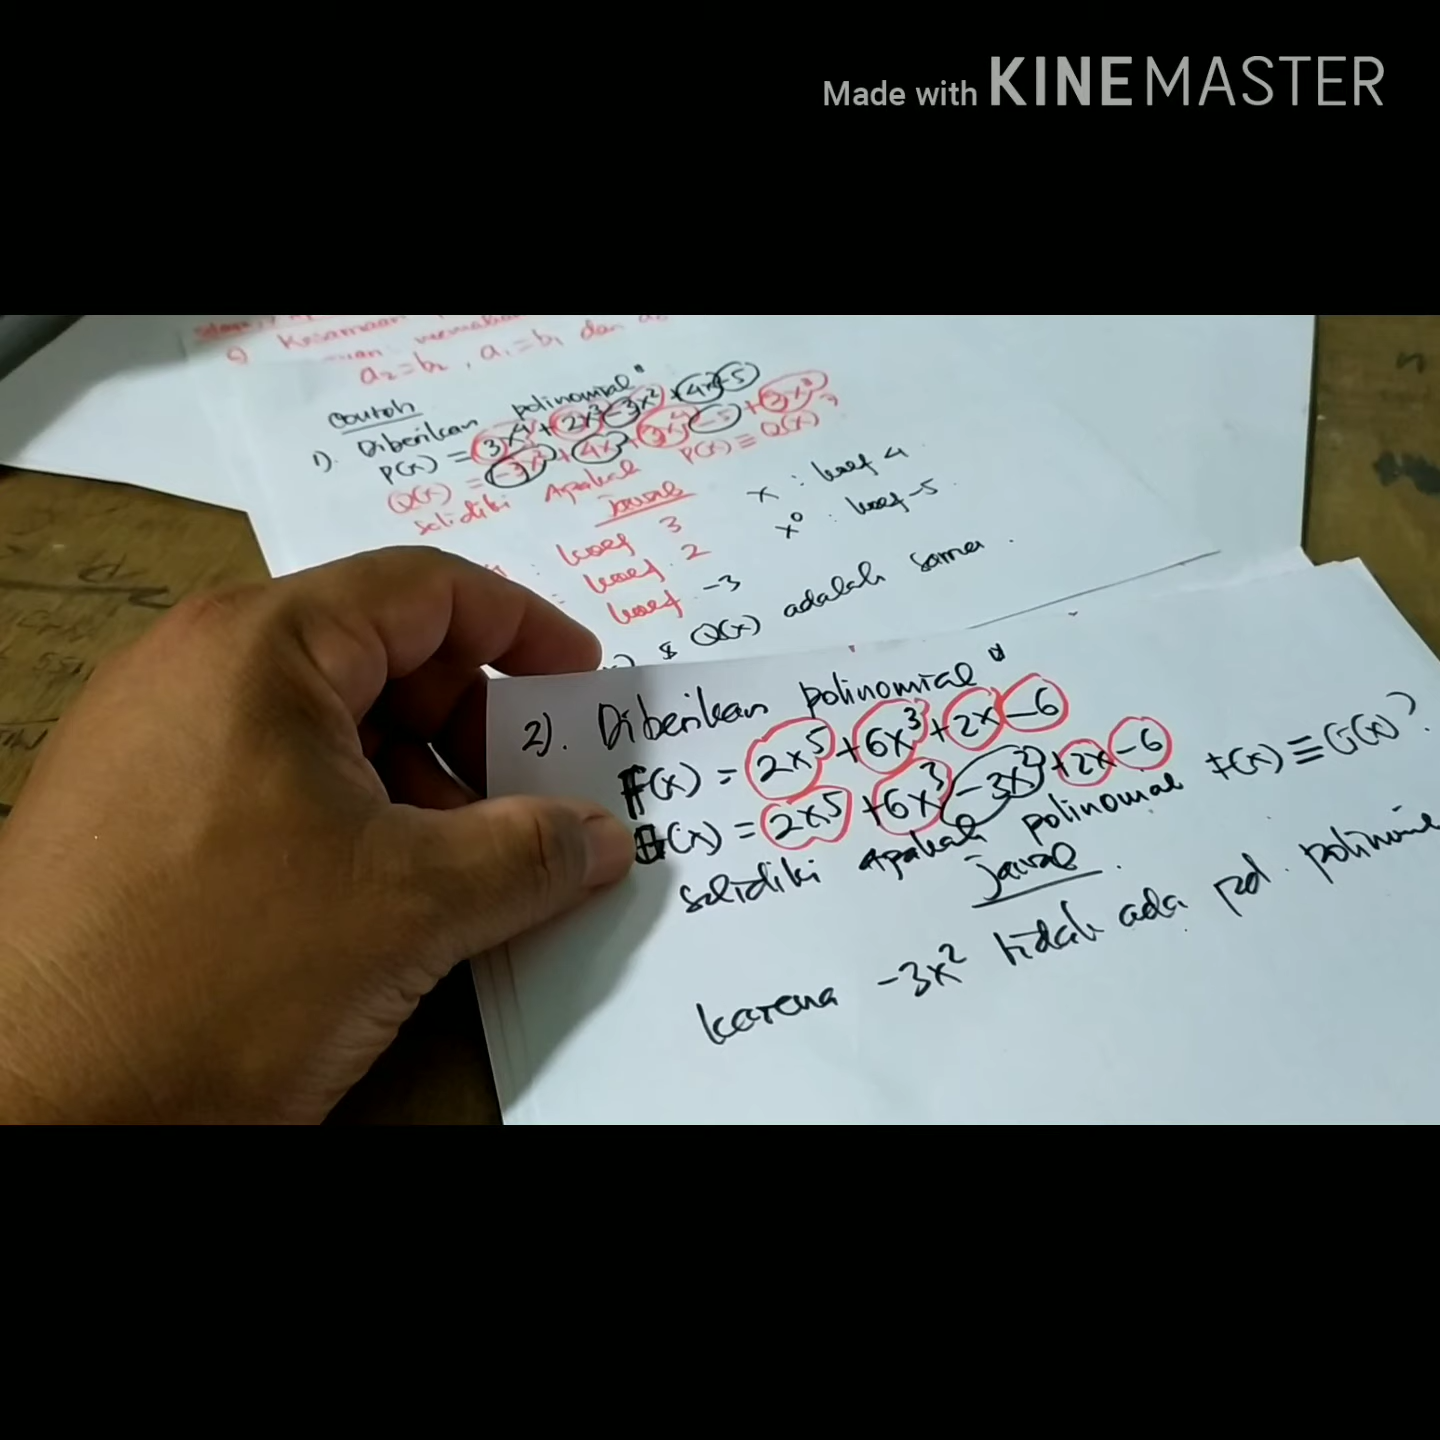 Made with KINEMASTER
c) Kesamaan
a₂=b₂, a₁=b₁ dan
Contoh
1). Diberikan polinomial"
P(x) = 3x⁴+2x³-3x²+4x-5
Q(x) = -3x²+4x+3x⁴-5+
selidiki Apakah P(x) ≡ Q(x)?
jawab
koef 3 x : koef 4
: koef 2 x⁰ : koef -5
koef -3
& Q(x) adalah sama.
2). Diberikan polinomial"
F(x) = 2x⁵+6x³+2x-6
G(x) = 2x⁵+6x³-3x²+2x-6
selidiki Apakah polinomial F(x) ≡ G(x)?
jawab.
karena -3x² tidak ada pd.